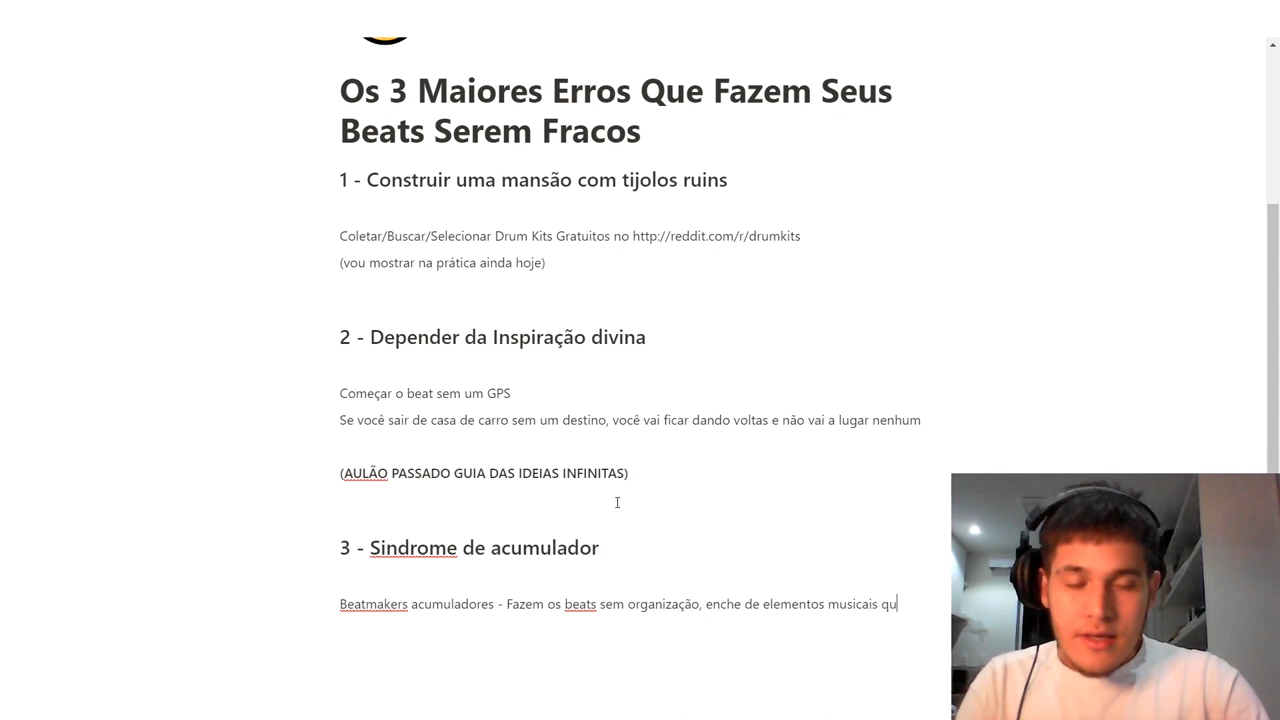 Os 3 Maiores Erros Que Fazem Seus
Beats Serem Fracos
1 - Construir uma mansão com tijolos ruins
Coletar/Buscar/Selecionar Drum Kits Gratuitos no http://reddit.com/r/drumkits
(vou mostrar na prática ainda hoje)
2 - Depender da Inspiração divina
Começar o beat sem um GPS
Se você sair de casa de carro sem um destino, você vai ficar dando voltas e não vai a lugar nenhum
(AULÃO PASSADO GUIA DAS IDEIAS INFINITAS)
3 - Sindrome de acumulador
Beatmakers acumuladores - Fazem os beats sem organização, enche de elementos musicais qu